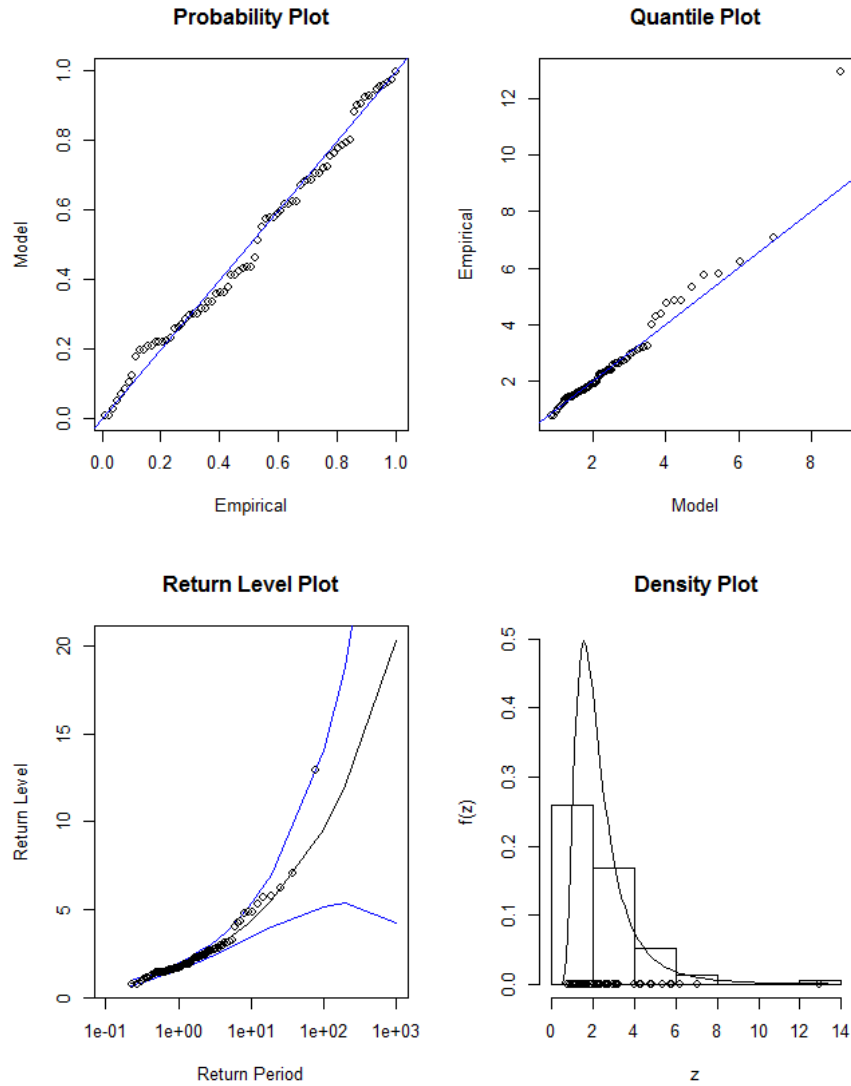 Probability Plot
1.0
0.8
0.6
0.4
0.2
0.0
Model
0.0 0.2 0.4 0.6 0.8 1.0
Empirical
Quantile Plot
12
10
8
6
4
2
Empirical
2 4 6 8
Model
Return Level Plot
20
15
10
5
0
Return Level
1e-01 1e+00 1e+01 1e+02 1e+03
Return Period
Density Plot
0.5
0.4
0.3
0.2
0.1
0.0
f(z)
0 2 4 6 8 10 12 14
z